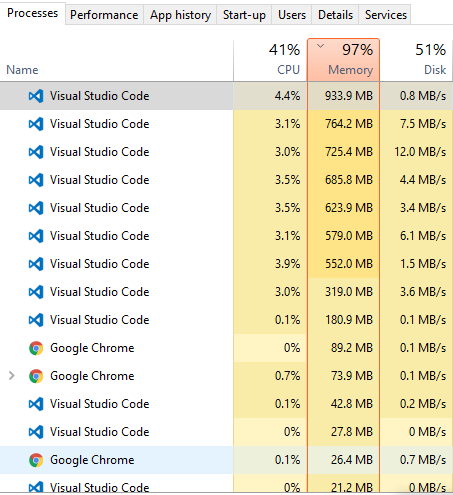 Processes Performance App history Start-up Users Details Services
41% 97% 51%
Name CPU Memory Disk
Visual Studio Code 4.4% 933.9 MB 0.8 MB/s
Visual Studio Code 3.1% 764.2 MB 7.5 MB/s
Visual Studio Code 3.0% 725.4 MB 12.0 MB/s
Visual Studio Code 3.5% 685.8 MB 4.4 MB/s
Visual Studio Code 3.5% 623.9 MB 3.4 MB/s
Visual Studio Code 3.1% 579.0 MB 6.1 MB/s
Visual Studio Code 3.9% 552.0 MB 1.5 MB/s
Visual Studio Code 3.0% 319.0 MB 3.6 MB/s
Visual Studio Code 0.1% 180.9 MB 0.1 MB/s
Google Chrome 0% 89.2 MB 0.1 MB/s
Google Chrome 0.7% 73.9 MB 0.1 MB/s
Visual Studio Code 0.1% 42.8 MB 0.2 MB/s
Visual Studio Code 0% 27.8 MB 0 MB/s
Google Chrome 0.1% 26.4 MB 0.7 MB/s
Visual Studio Code 0% 21.2 MB 0 MB/s